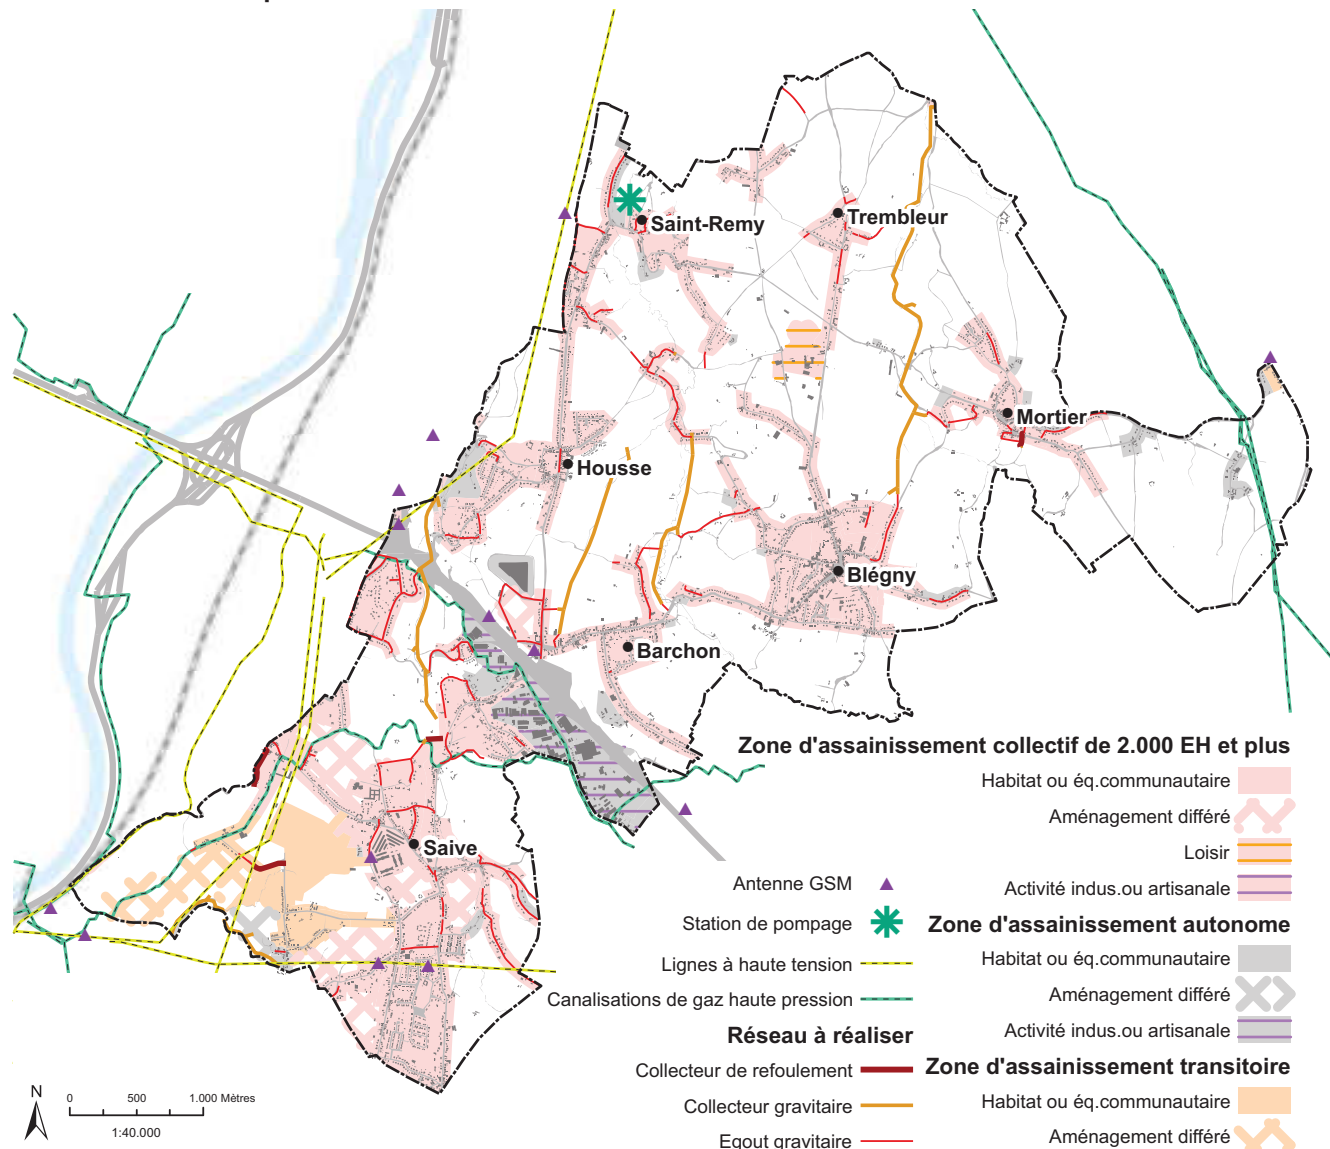 Saint-Remy
Trembleur
Mortier
Housse
Blégny
Barchon
Saive
Zone d'assainissement collectif de 2.000 EH et plus
Habitat ou éq.communautaire
Aménagement différé
Loisir
Activité indus.ou artisanale
Zone d'assainissement autonome
Habitat ou éq.communautaire
Aménagement différé
Activité indus.ou artisanale
Zone d'assainissement transitoire
Habitat ou éq.communautaire
Aménagement différé
Antenne GSM
Station de pompage
Lignes à haute tension
Canalisations de gaz haute pression
Réseau à réaliser
Collecteur de refoulement
Collecteur gravitaire
Egout gravitaire
N
0 500 1.000 Mètres
1:40.000